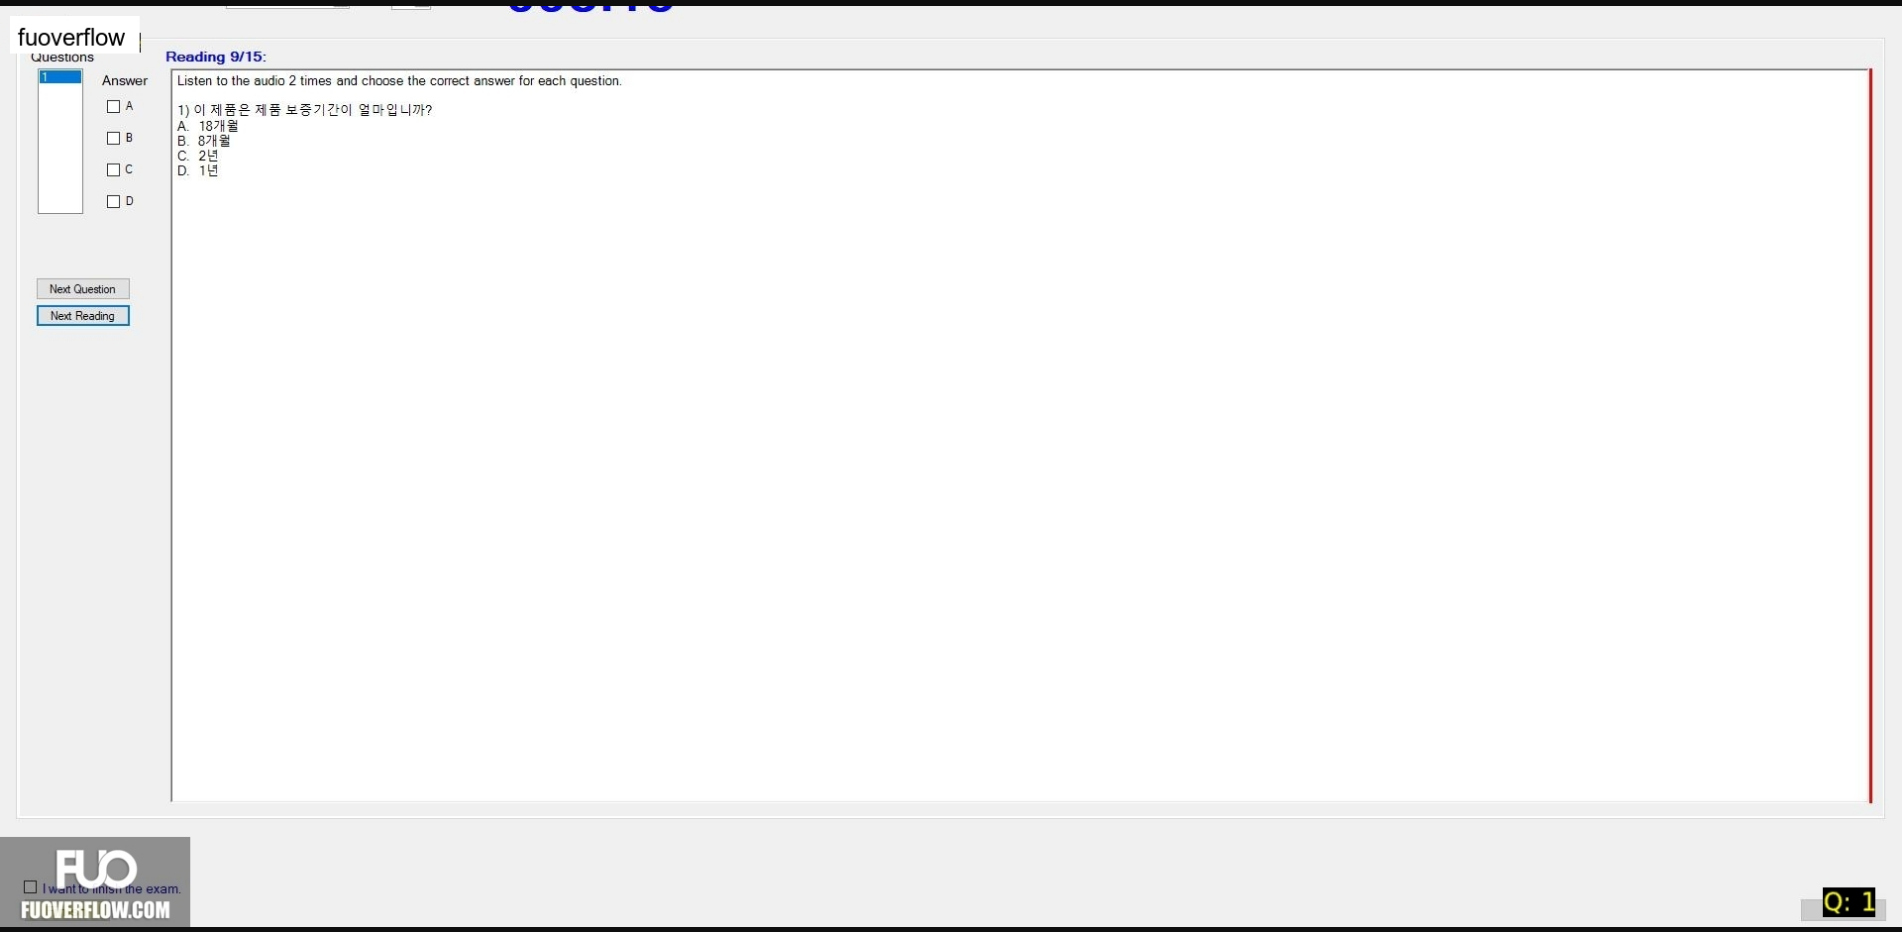 fuoverflow
Questions
Reading 9/15:
1
Answer
Listen to the audio 2 times and choose the correct answer for each question.
A
1) 이 제품은 제품 보증기간이 얼마입니까?
A. 18개월
B
B. 8개월
C. 2년
C
D. 1년
D
Next Question
Next Reading
FUO
I want to finish the exam.
FUOVERFLOW.COM
Q: 1